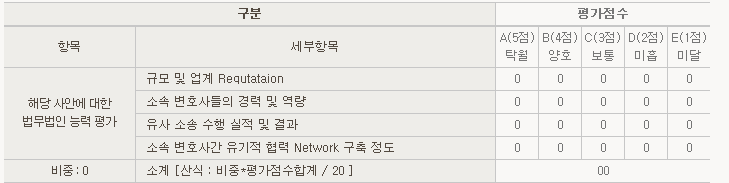 구분 평가점수
항목 세부항목 A(5점) 탁월 B(4점) 양호 C(3점) 보통 D(2점) 미흡 E(1점) 미달
해당 사안에 대한 법무법인 능력 평가
규모 및 업계 Requtataion 0 0 0 0 0
소속 변호사들의 경력 및 역량 0 0 0 0 0
유사 소송 수행 실적 및 결과 0 0 0 0 0
소속 변호사간 유기적 협력 Network 구축 정도 0 0 0 0 0
비중 : 0 소계 [산식 : 비중*평가점수합계 / 20 ] 00